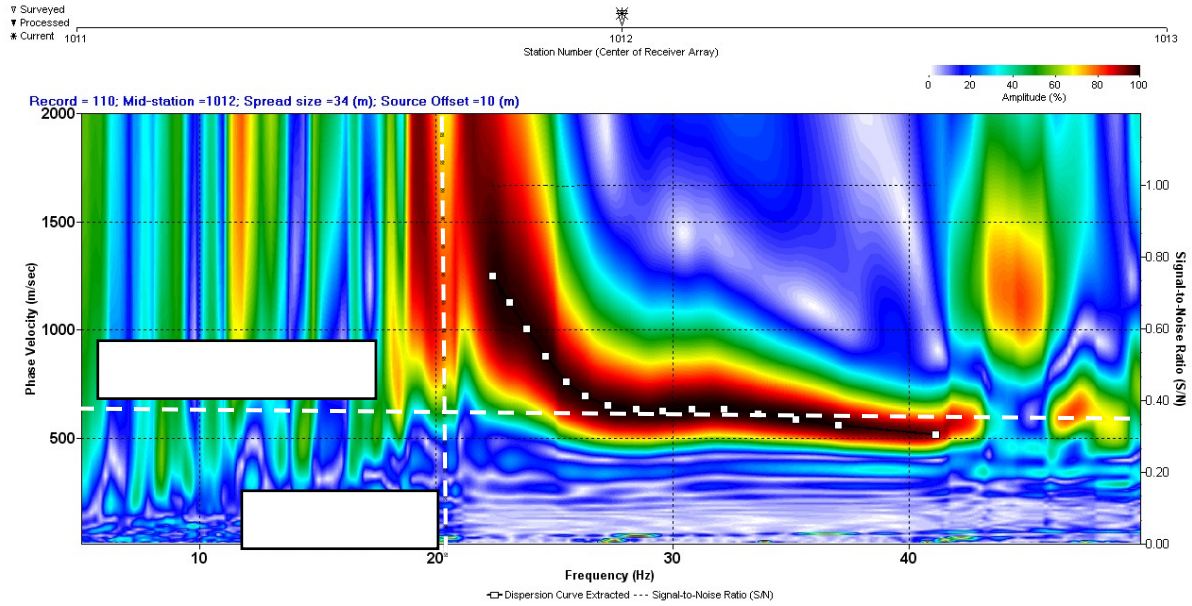 ▿ Surveyed
▼ Processed
✳ Current
1011 1012 1013
Station Number (Center of Receiver Array)
0 20 40 60 80 100
Amplitude (%)
Record = 110; Mid-station =1012; Spread size =34 (m); Source Offset=10 (m)
2000
1500
1000
500
Phase Velocity (m/sec)
1.00
0.80
0.60
0.40
0.20
0.00
Signal-to-Noise Ratio (S/N)
10 20 30 40
Frequency (Hz)
Dispersion Curve Extracted --- Signal-to-Noise Ratio (S/N)